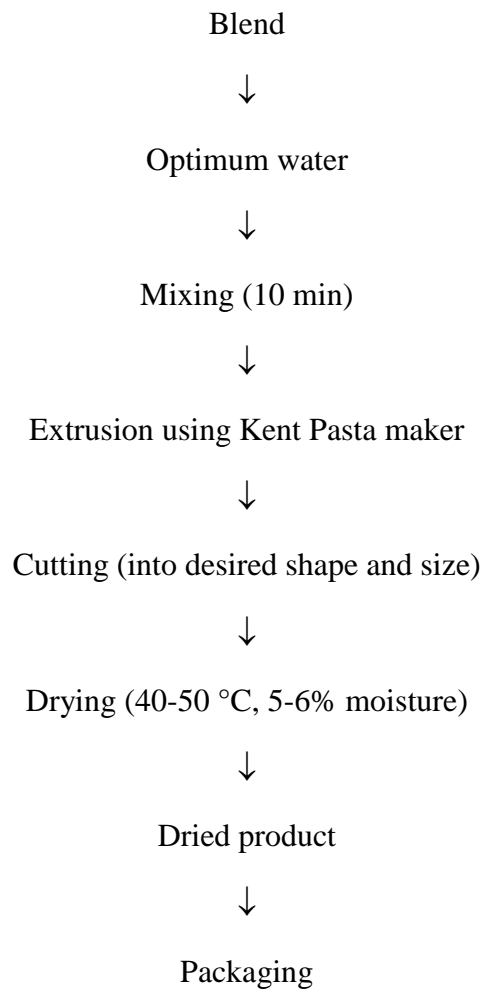 Blend
↓
Optimum water
↓
Mixing (10 min)
↓
Extrusion using Kent Pasta maker
↓
Cutting (into desired shape and size)
↓
Drying (40-50 °C, 5-6% moisture)
↓
Dried product
↓
Packaging